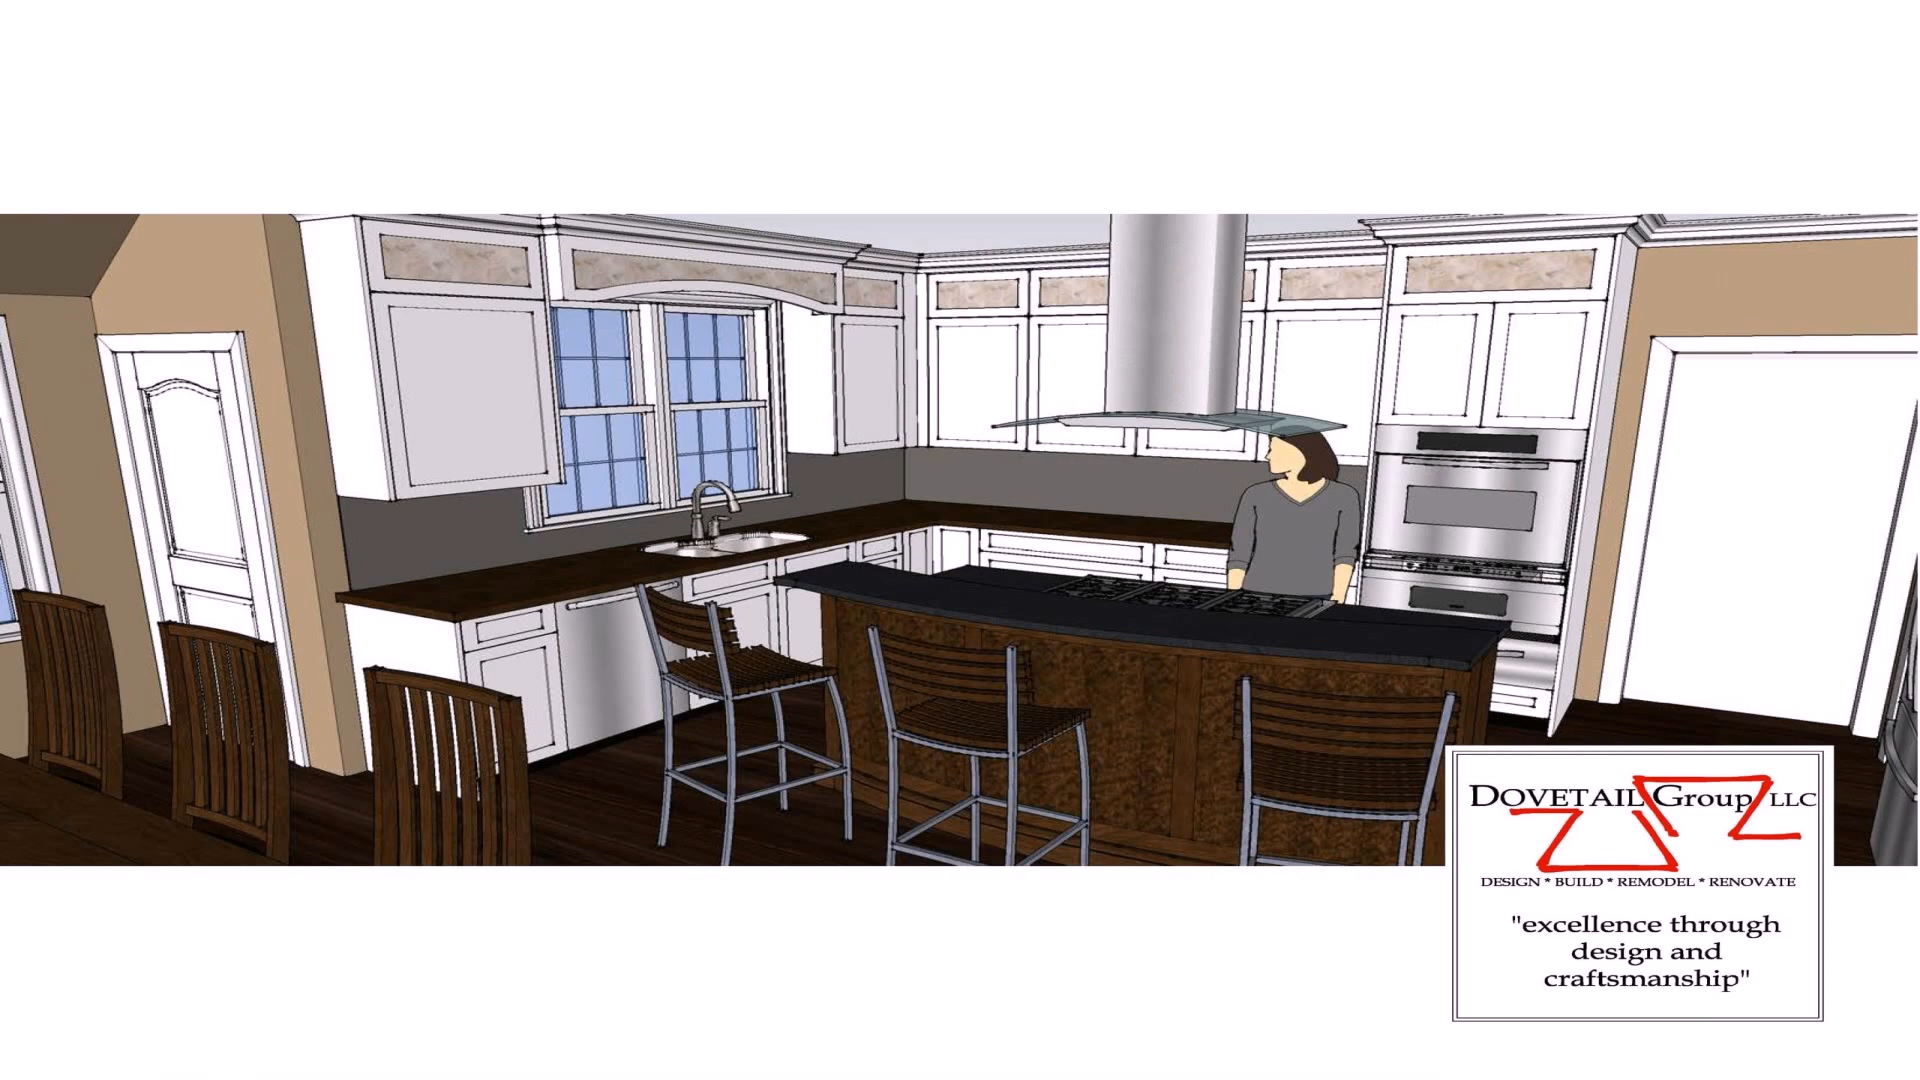 DOVETAIL Group LLC
DESIGN * BUILD * REMODEL * RENOVATE
"excellence through
design and
craftsmanship"